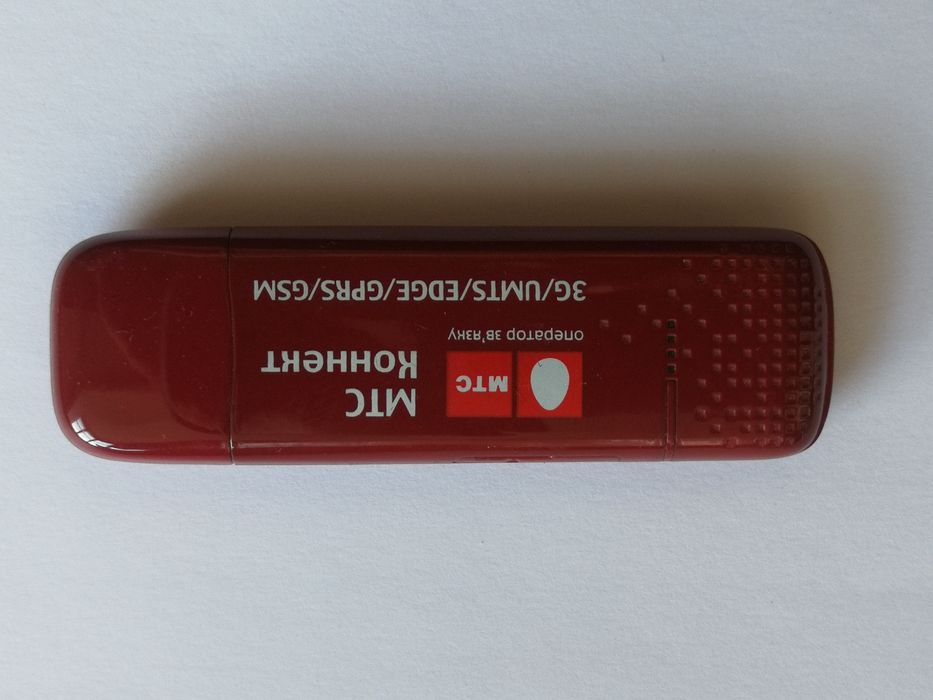 МТС
оператор зв'язку
МТС
Коннект
3G/UMTS/EDGE/GPRS/GSM